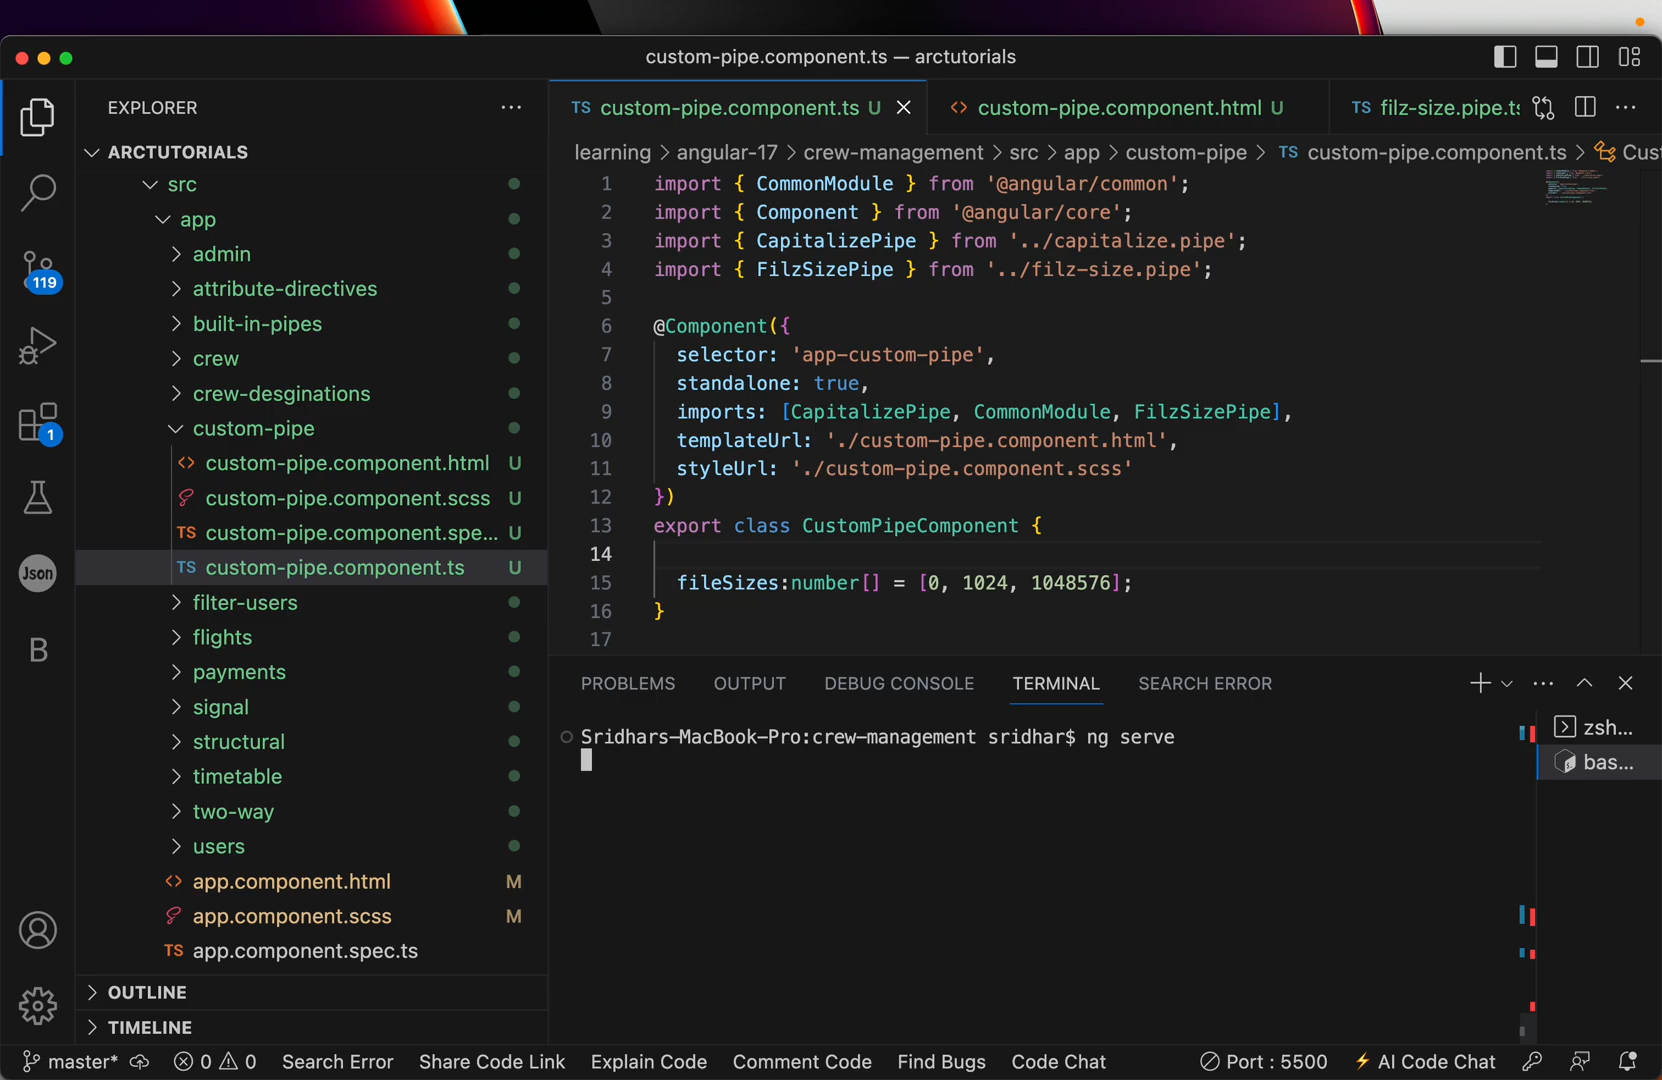 custom-pipe.component.ts — arctutorials
EXPLORER
ARCTUTORIALS
src
app
admin
attribute-directives
built-in-pipes
crew
crew-desginations
custom-pipe
custom-pipe.component.html U
custom-pipe.component.scss U
TS custom-pipe.component.spe... U
TS custom-pipe.component.ts U
filter-users
flights
payments
signal
structural
timetable
two-way
users
app.component.html M
app.component.scss M
TS app.component.spec.ts
OUTLINE
TIMELINE
119
1
Json
B
TS custom-pipe.component.ts U
custom-pipe.component.html U
TS filz-size.pipe.ts
learning > angular-17 > crew-management > src > app > custom-pipe > TS custom-pipe.component.ts >
1 import { CommonModule } from '@angular/common';
2 import { Component } from '@angular/core';
3 import { CapitalizePipe } from '../capitalize.pipe';
4 import { FilzSizePipe } from '../filz-size.pipe';
5
6 @Component({
7 selector: 'app-custom-pipe',
8 standalone: true,
9 imports: [CapitalizePipe, CommonModule, FilzSizePipe],
10 templateUrl: './custom-pipe.component.html',
11 styleUrl: './custom-pipe.component.scss'
12 })
13 export class CustomPipeComponent {
14
15 fileSizes:number[] = [0, 1024, 1048576];
16 }
17
PROBLEMS OUTPUT DEBUG CONSOLE TERMINAL SEARCH ERROR
Sridhars-MacBook-Pro:crew-management sridhar$ ng serve
zsh...
bas...
master* 0 0 Search Error Share Code Link Explain Code Comment Code Find Bugs Code Chat Port : 5500 AI Code Chat